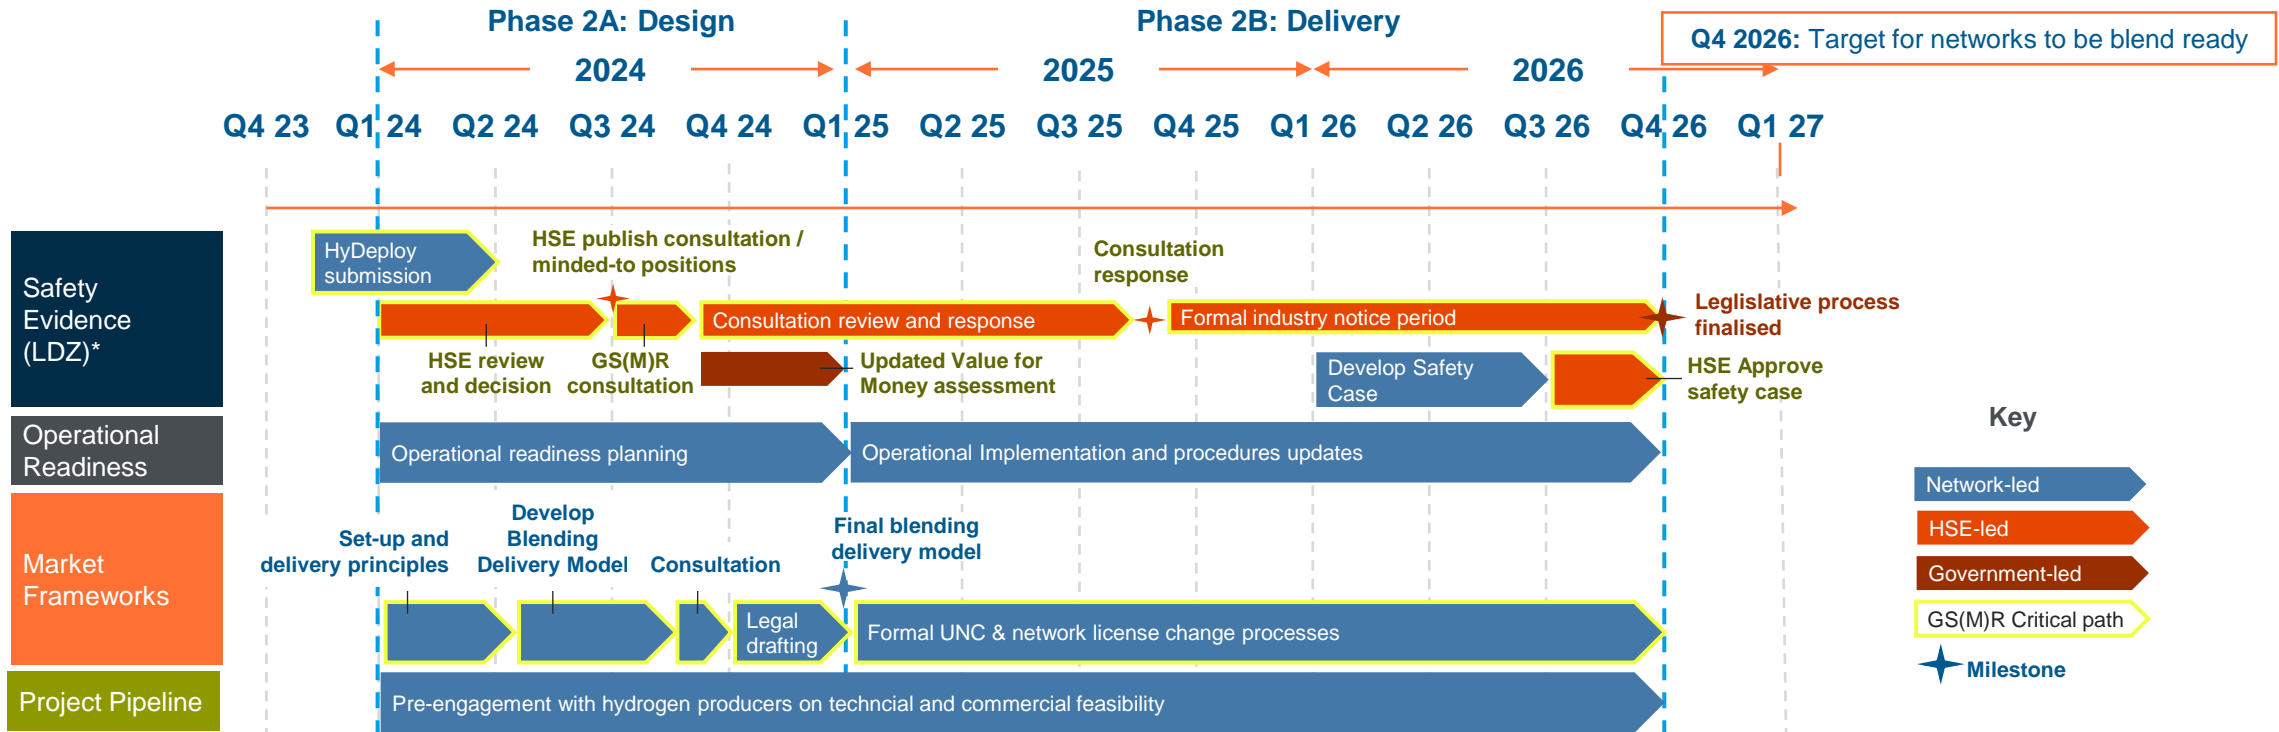 Phase 2A: Design
Phase 2B: Delivery
Q4 2026: Target for networks to be blend ready
2024
2025
2026
Q4 23
Q1 24
Q2 24
Q3 24
Q4 24
Q1 25
Q2 25
Q3 25
Q4 25
Q1 26
Q2 26
Q3 26
Q4 26
Q1 27
Safety
Evidence
(LDZ)*
HyDeploy
submission
HSE publish consultation /
minded-to positions
Consultation
response
Consultation review and response
Formal industry notice period
Leglislative process
finalised
HSE review
and decision
GS(M)R
consultation
Updated Value for
Money assessment
Develop Safety
Case
HSE Approve
safety case
Operational
Readiness
Operational readiness planning
Operational Implementation and procedures updates
Market
Frameworks
Set-up and
delivery principles
Develop
Blending
Delivery Model
Consultation
Final blending
delivery model
Legal
drafting
Formal UNC & network license change processes
Project Pipeline
Pre-engagement with hydrogen producers on techncial and commercial feasibility
Key
Network-led
HSE-led
Government-led
GS(M)R Critical path
Milestone